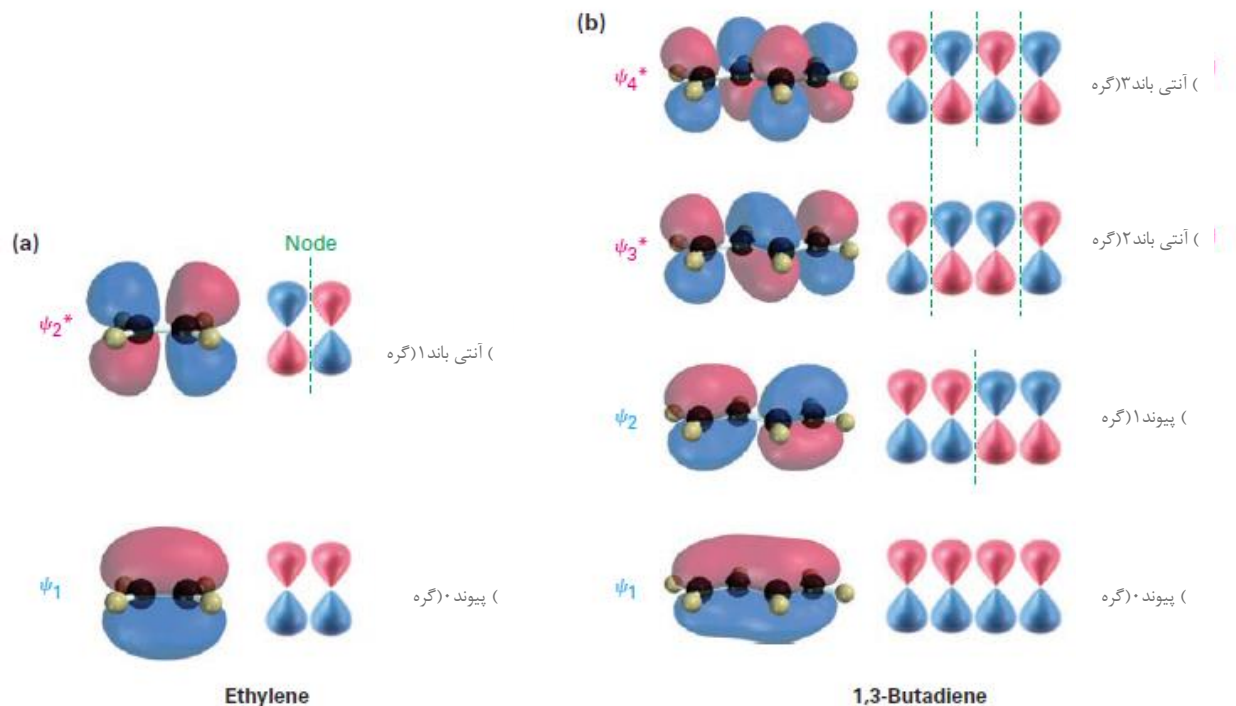 (b)
ψ4*
) آنتی باند۳(گره
ψ3*
) آنتی باند۲(گره
(a)
Node
ψ2*
) آنتی باند۱(گره
ψ2
) پیوند۱(گره
ψ1
) پیوند۰(گره
ψ1
) پیوند۰(گره
Ethylene
1,3-Butadiene